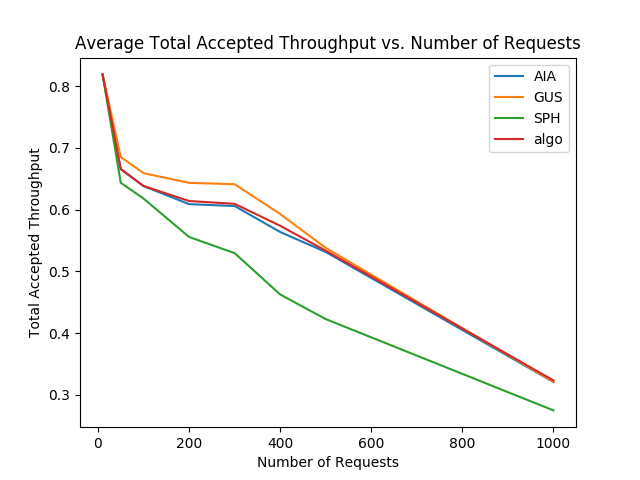 Average Total Accepted Throughput vs. Number of Requests
AIA
GUS
SPH
algo
Total Accepted Throughput
0.8
0.7
0.6
0.5
0.4
0.3
0 200 400 600 800 1000
Number of Requests